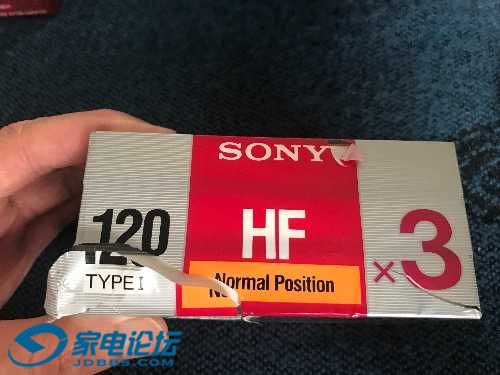 SONY
120
HF
×3
TYPE I
Normal Position
家电论坛
JDBBS.COM